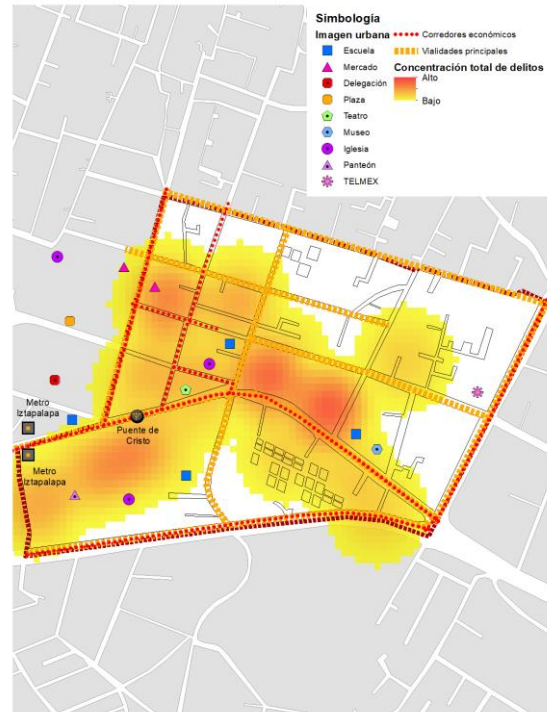 Simbología
Imagen urbana
Escuela
Mercado
Delegación
Plaza
Teatro
Museo
Iglesia
Panteón
TELMEX
Corredores económicos
Vialidades principales
Concentración total de delitos
Alto
Bajo
Metro
Iztapalapa
Puente de
Cristo
Metro
Iztapalapa